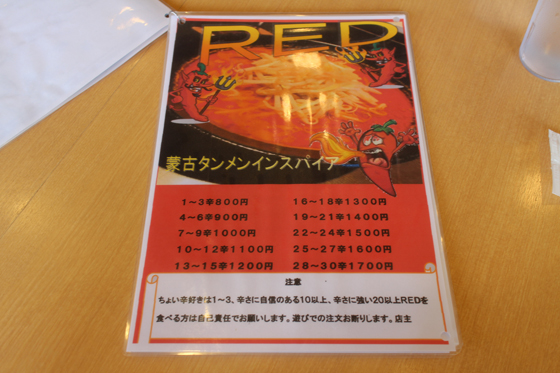 RED
蒙古タンメンインスパイア
1～3辛800円
4～6辛900円
7～9辛1000円
10～12辛1100円
13～15辛1200円
16～18辛1300円
19～21辛1400円
22～24辛1500円
25～27辛1600円
28～30辛1700円
注意
ちょい辛好きは1～3、辛さに自信のある10以上、辛さに強い20以上REDを
食べる方は自己責任でお願いします。遊びでの注文お断りします。店主